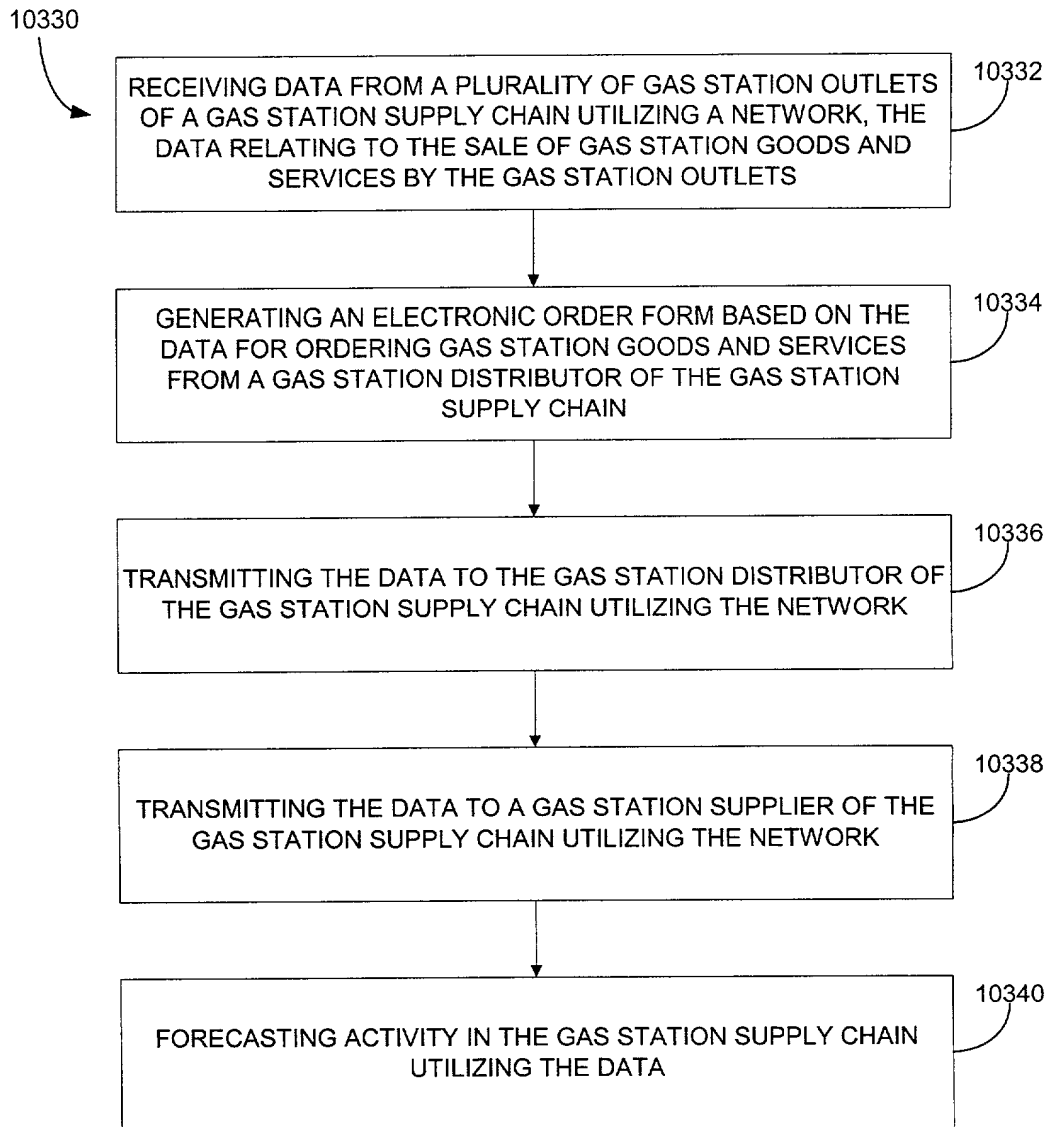 10330
10332
RECEIVING DATA FROM A PLURALITY OF GAS STATION OUTLETS
OF A GAS STATION SUPPLY CHAIN UTILIZING A NETWORK, THE
DATA RELATING TO THE SALE OF GAS STATION GOODS AND
SERVICES BY THE GAS STATION OUTLETS
10334
GENERATING AN ELECTRONIC ORDER FORM BASED ON THE
DATA FOR ORDERING GAS STATION GOODS AND SERVICES
FROM A GAS STATION DISTRIBUTOR OF THE GAS STATION
SUPPLY CHAIN
10336
TRANSMITTING THE DATA TO THE GAS STATION DISTRIBUTOR OF
THE GAS STATION SUPPLY CHAIN UTILIZING THE NETWORK
10338
TRANSMITTING THE DATA TO A GAS STATION SUPPLIER OF THE
GAS STATION SUPPLY CHAIN UTILIZING THE NETWORK
10340
FORECASTING ACTIVITY IN THE GAS STATION SUPPLY CHAIN
UTILIZING THE DATA